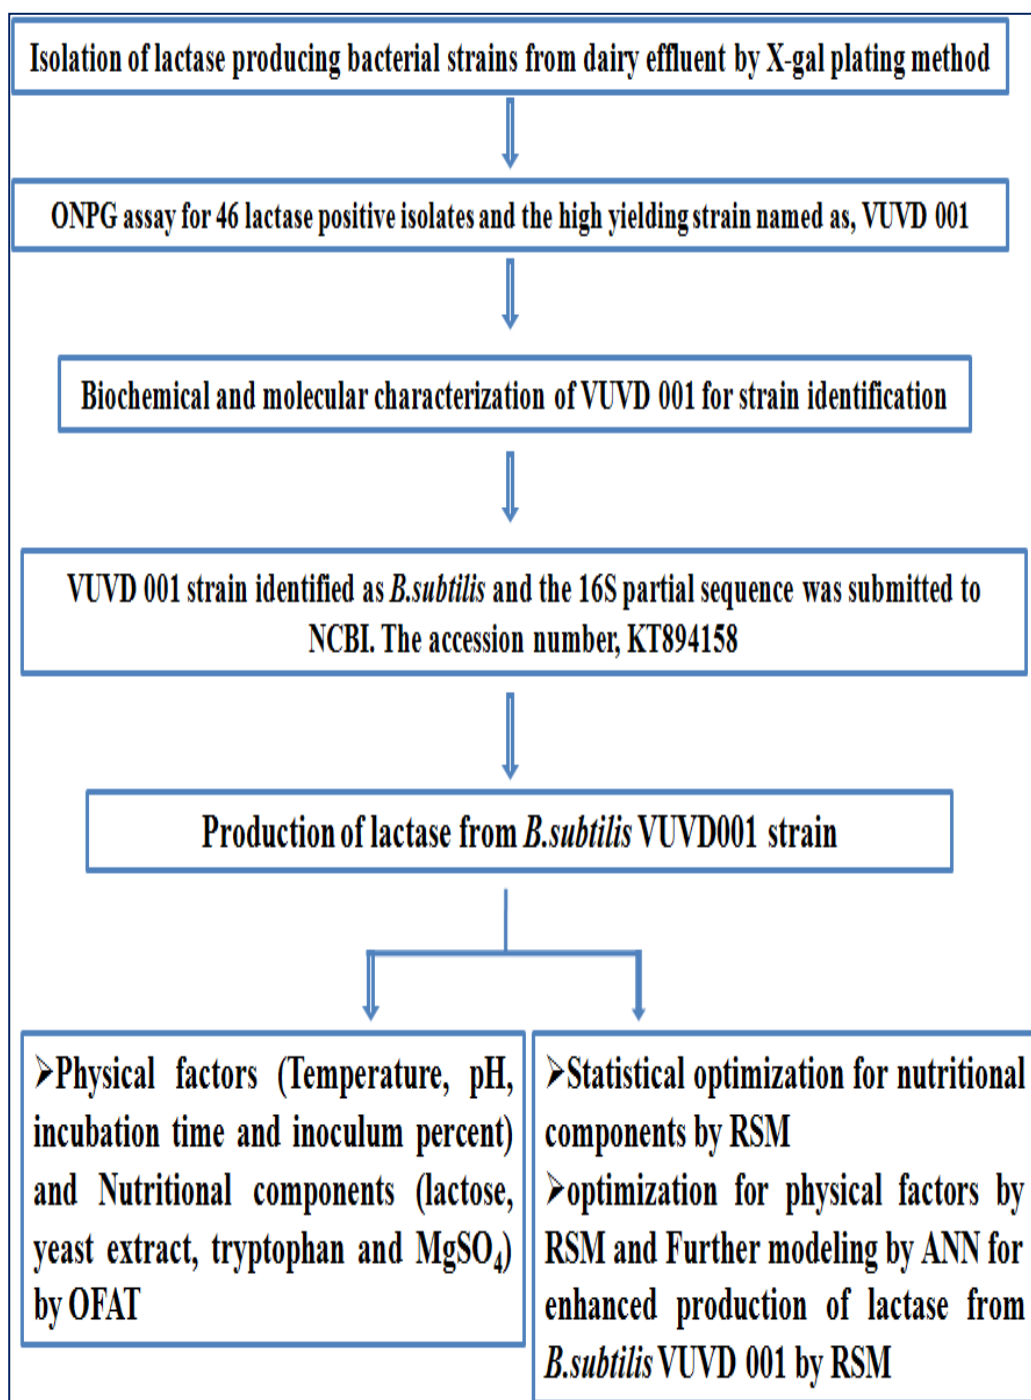 Isolation of lactase producing bacterial strains from dairy effluent by X-gal plating method
ONPG assay for 46 lactase positive isolates and the high yielding strain named as, VUVD 001
Biochemical and molecular characterization of VUVD 001 for strain identification
VUVD 001 strain identified as B.subtilis and the 16S partial sequence was submitted to
NCBI. The accession number, KT894158
Production of lactase from B.subtilis VUVD001 strain
➢Physical factors (Temperature, pH,
incubation time and inoculum percent)
and Nutritional components (lactose,
yeast extract, tryptophan and MgSO₄)
by OFAT
➢Statistical optimization for nutritional
components by RSM
➢optimization for physical factors by
RSM and Further modeling by ANN for
enhanced production of lactase from
B.subtilis VUVD 001 by RSM